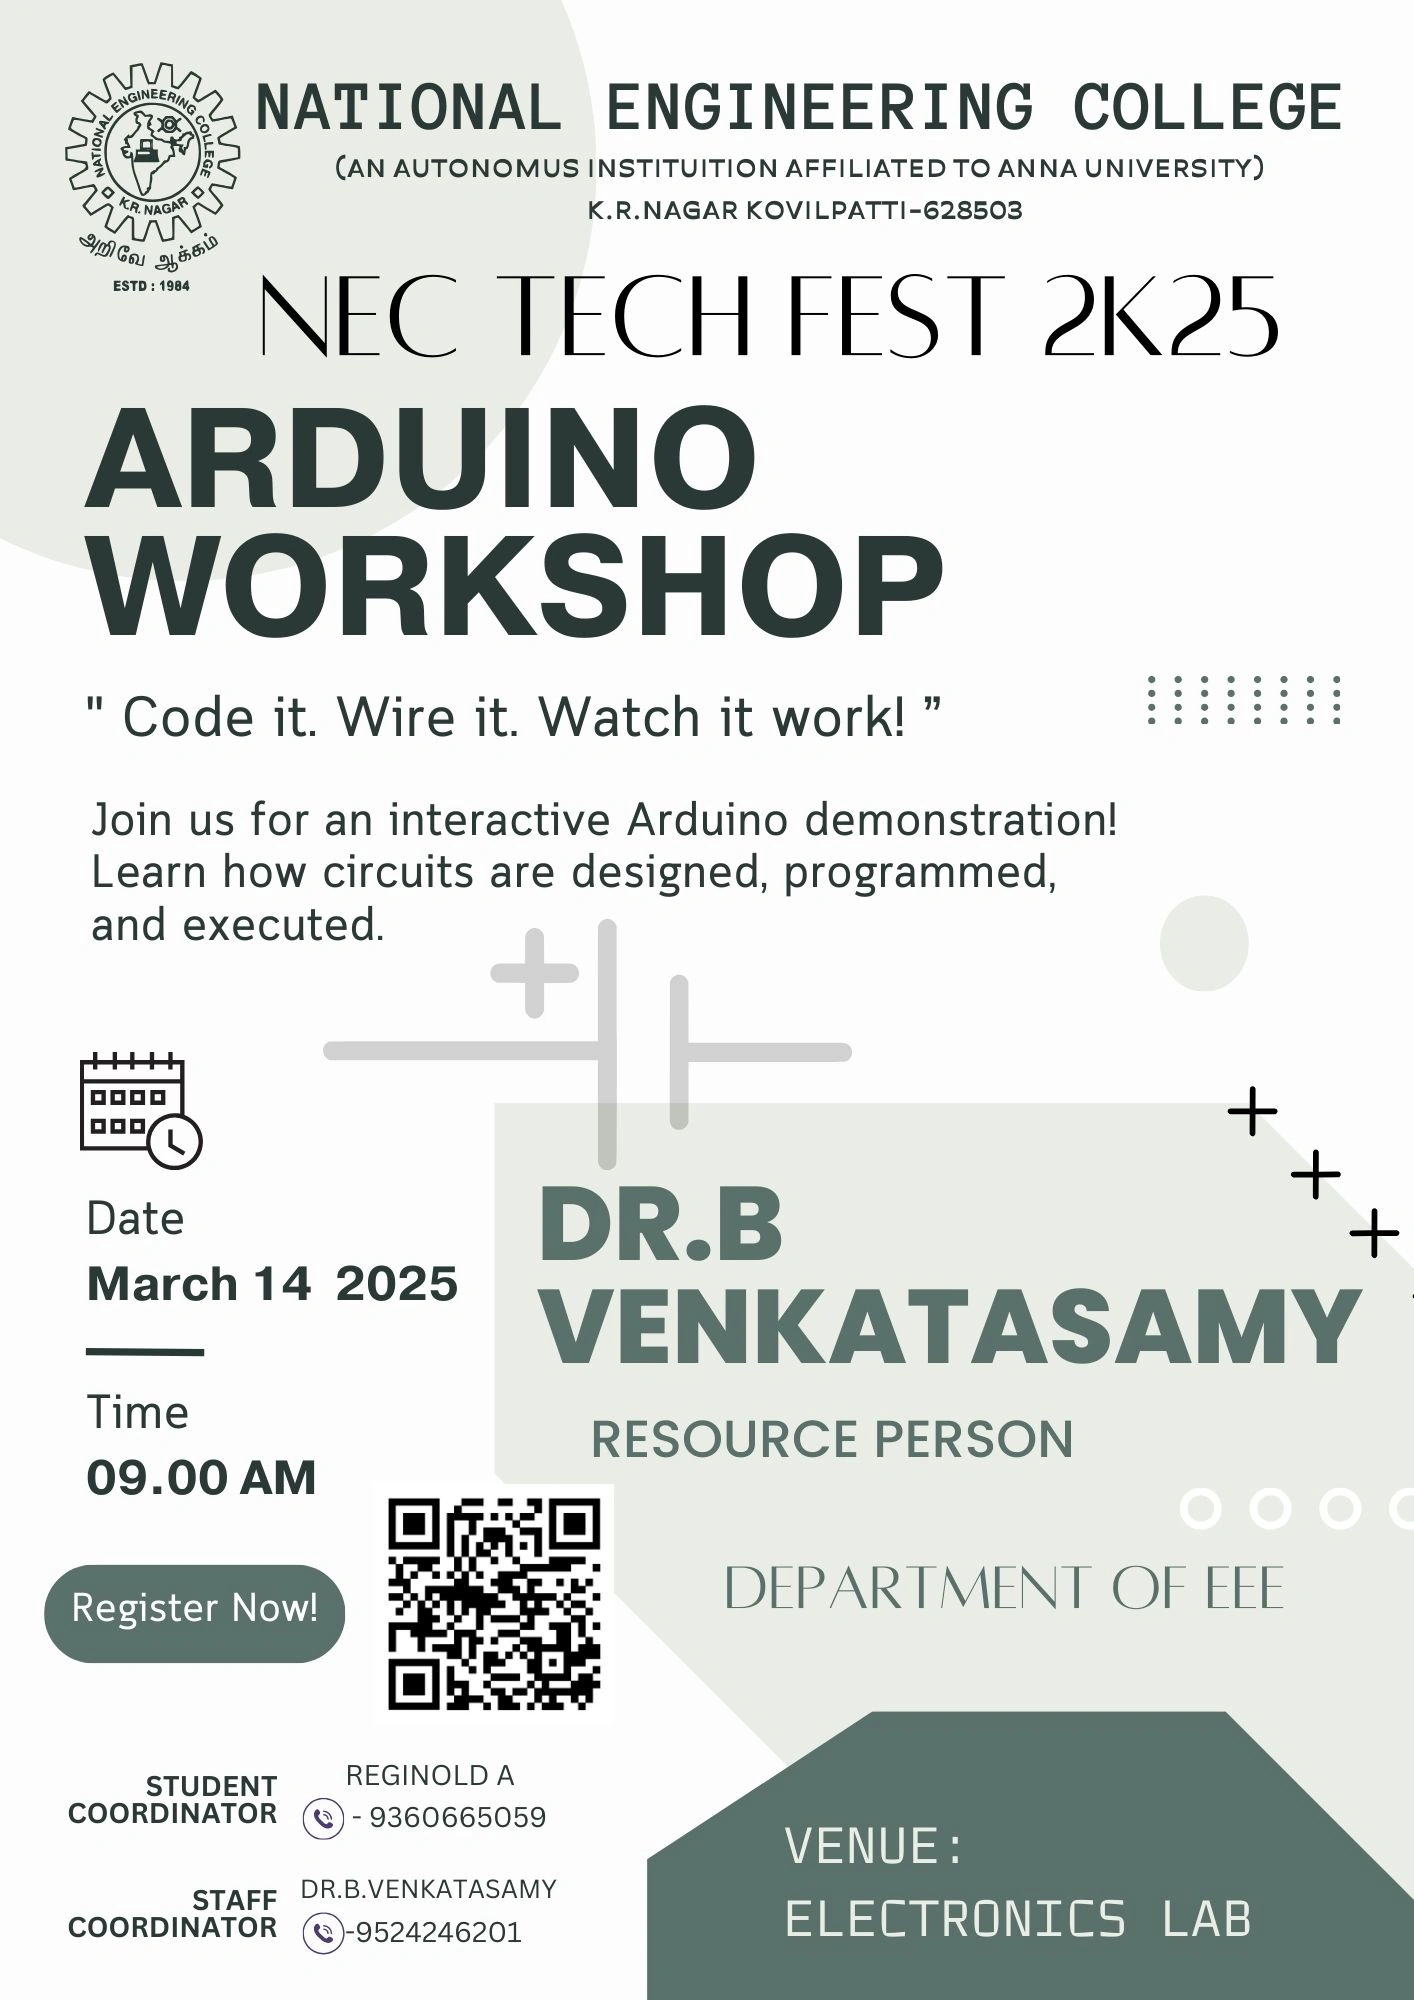 NATIONAL ENGINEERING COLLEGE
(AN AUTONOMUS INSTITUITION AFFILIATED TO ANNA UNIVERSITY)
K.R.NAGAR KOVILPATTI-628503
NATIONAL ENGINEERING COLLEGE
K.R. NAGAR
அறிவே ஆக்கம்
ESTD : 1984
NEC TECH FEST 2K25
ARDUINO
WORKSHOP
" Code it. Wire it. Watch it work! ”
Join us for an interactive Arduino demonstration!
Learn how circuits are designed, programmed,
and executed.
Date
March 14 2025
Time
09.00 AM
DR.B
VENKATASAMY
RESOURCE PERSON
DEPARTMENT OF EEE
Register Now!
STUDENT
COORDINATOR
REGINOLD A
- 9360665059
STAFF
COORDINATOR
DR.B.VENKATASAMY
-9524246201
VENUE:
ELECTRONICS LAB